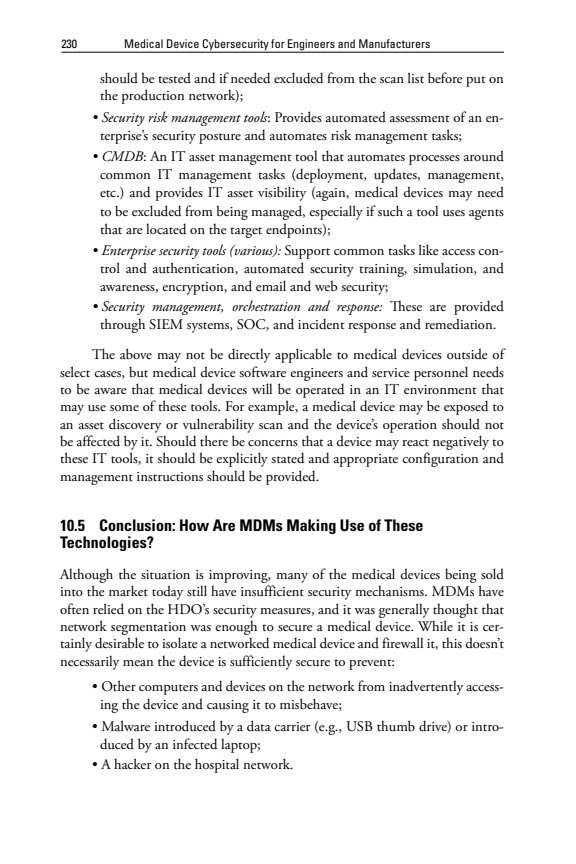 230 Medical Device Cybersecurity for Engineers and Manufacturers
should be tested and if needed excluded from the scan list before put on
the production network);
• Security risk management tools: Provides automated assessment of an en-
terprise's security posture and automates risk management tasks;
• CMDB: An IT asset management tool that automates processes around
common IT management tasks (deployment, updates, management,
etc.) and provides IT asset visibility (again, medical devices may need
to be excluded from being managed, especially if such a tool uses agents
that are located on the target endpoints);
• Enterprise security tools (various): Support common tasks like access con-
trol and authentication, automated security training, simulation, and
awareness, encryption, and email and web security;
• Security management, orchestration and response: These are provided
through SIEM systems, SOC, and incident response and remediation.
The above may not be directly applicable to medical devices outside of
select cases, but medical device software engineers and service personnel needs
to be aware that medical devices will be operated in an IT environment that
may use some of these tools. For example, a medical device may be exposed to
an asset discovery or vulnerability scan and the device's operation should not
be affected by it. Should there be concerns that a device may react negatively to
these IT tools, it should be explicitly stated and appropriate configuration and
management instructions should be provided.
10.5 Conclusion: How Are MDMs Making Use of These
Technologies?
Although the situation is improving, many of the medical devices being sold
into the market today still have insufficient security mechanisms. MDMs have
often relied on the HDO's security measures, and it was generally thought that
network segmentation was enough to secure a medical device. While it is cer-
tainly desirable to isolate a networked medical device and firewall it, this doesn't
necessarily mean the device is sufficiently secure to prevent:
• Other computers and devices on the network from inadvertently access-
ing the device and causing it to misbehave;
• Malware introduced by a data carrier (e.g., USB thumb drive) or intro-
duced by an infected laptop;
• A hacker on the hospital network.